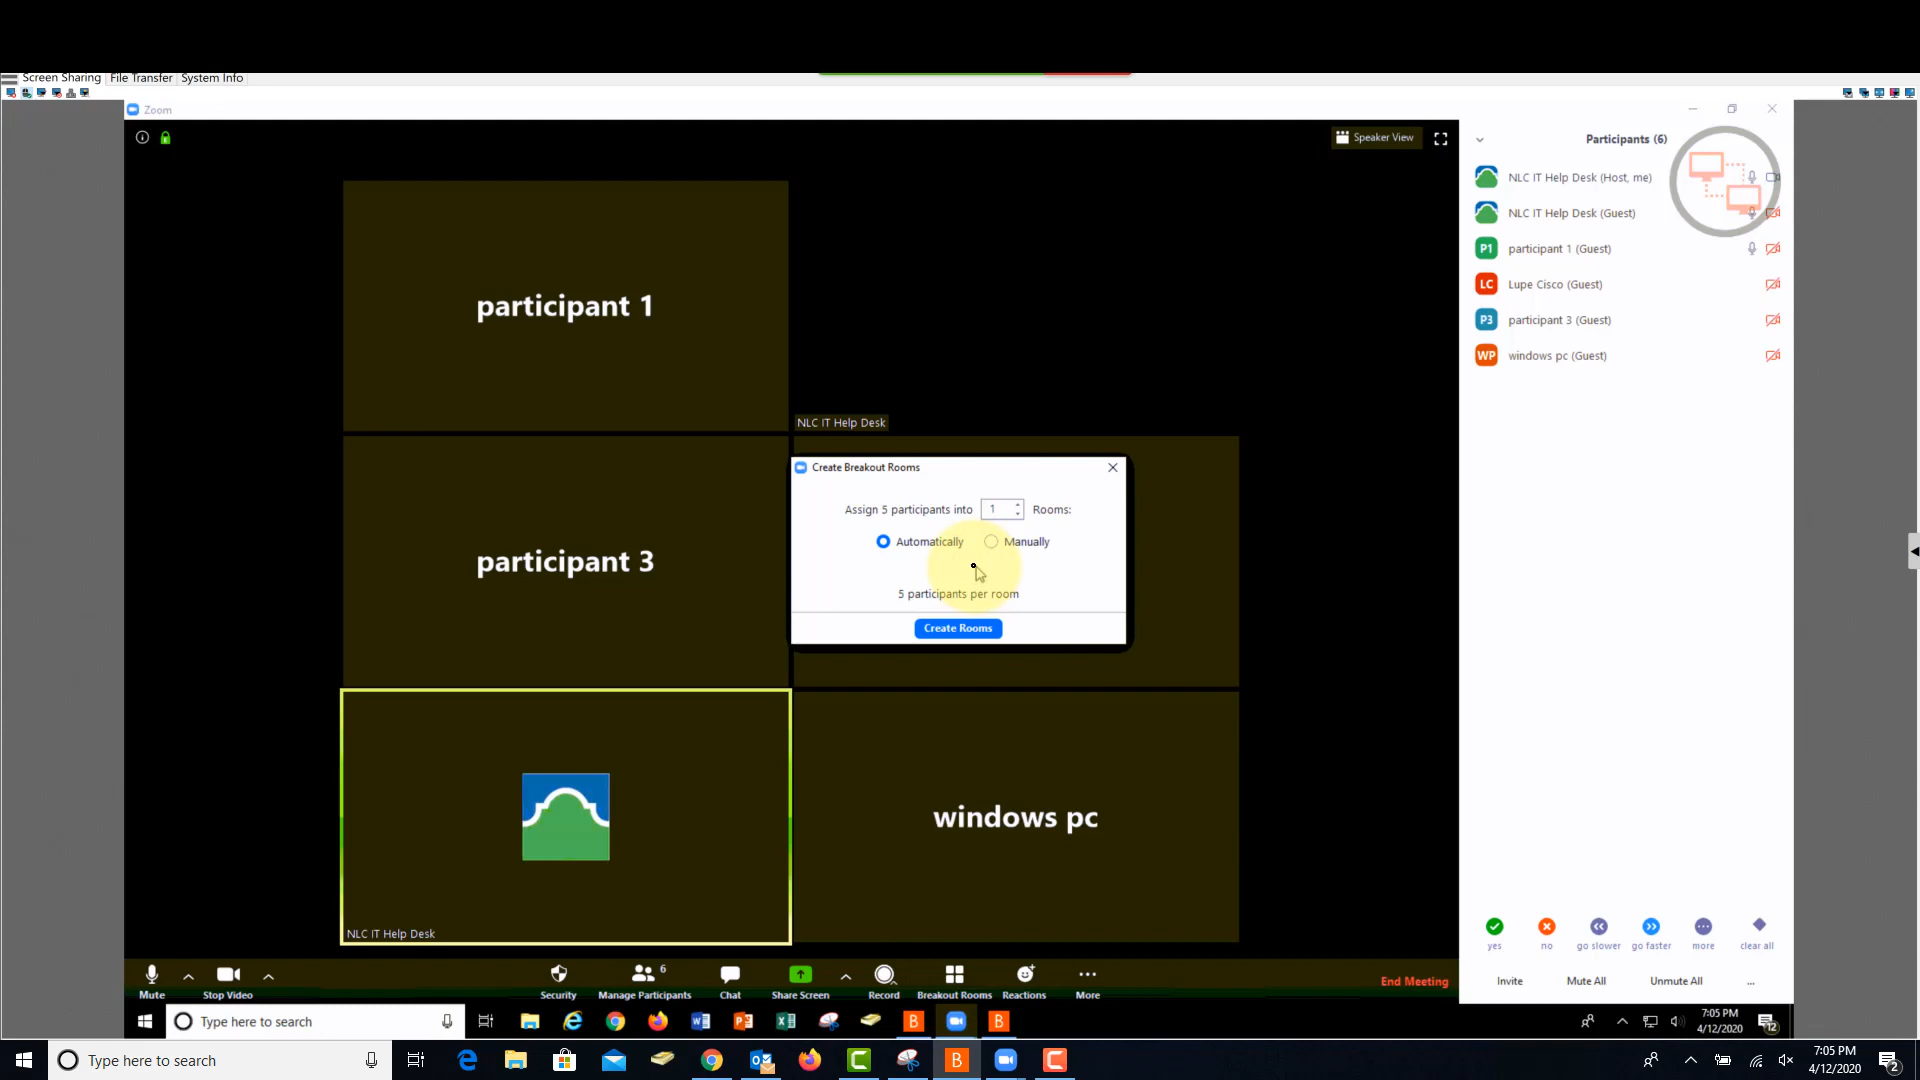 Screen Sharing File Transfer System Info
Zoom
Speaker View
participant 1
NLC IT Help Desk
participant 3
NLC IT Help Desk
windows pc
Create Breakout Rooms
Assign 5 participants into 1 Rooms:
Automatically Manually
5 participants per room
Create Rooms
Participants (6)
NLC IT Help Desk (Host, me)
NLC IT Help Desk (Guest)
P1 participant 1 (Guest)
LC Lupe Cisco (Guest)
P3 participant 3 (Guest)
WP windows pc (Guest)
yes no go slower go faster more clear all
Invite Mute All Unmute All ...
Mute Stop Video Security Manage Participants 6 Chat Share Screen Record Breakout Rooms Reactions More End Meeting
Type here to search
7:05 PM
4/12/2020
12
Type here to search
7:05 PM
4/12/2020
2